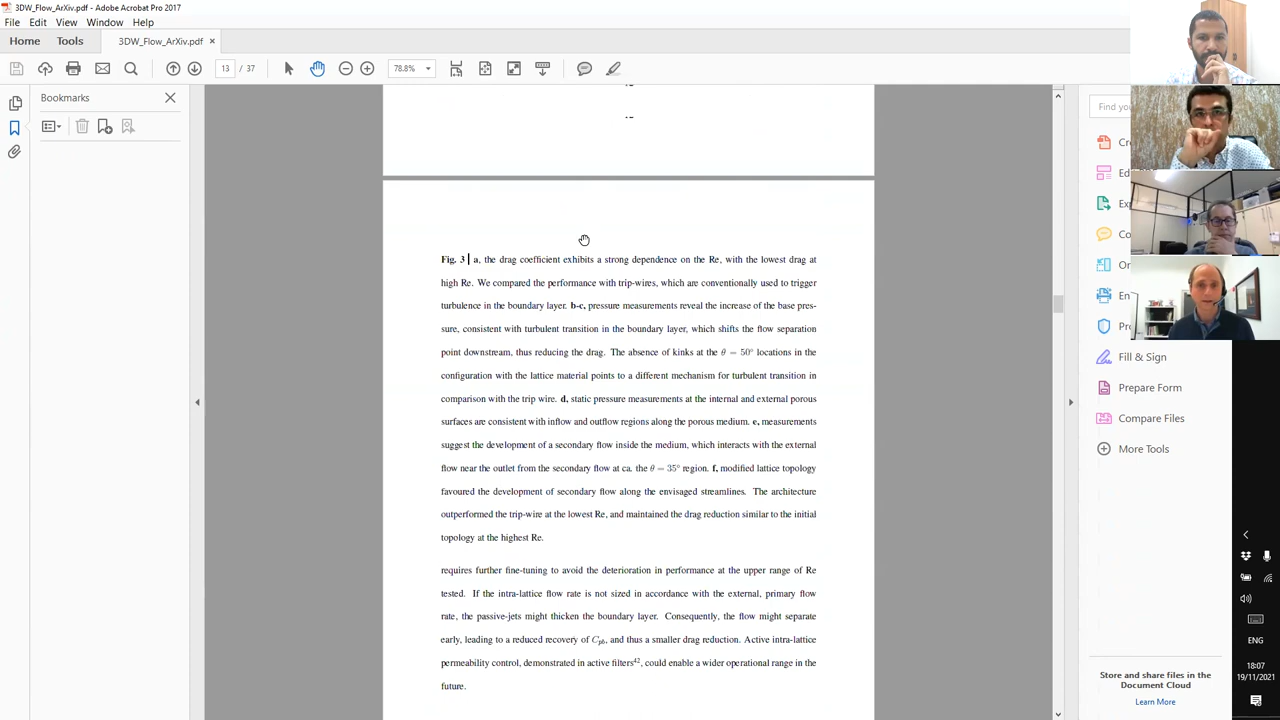 3DW_Flow_ArXiv.pdf - Adobe Acrobat Pro 2017
File Edit View Window Help
Home Tools 3DW_Flow_ArXiv.pdf ×
13 / 37 78.8%
Bookmarks
Find you
Fig. 3 | a, the drag coefficient exhibits a strong dependence on the Re, with the lowest drag at
high Re. We compared the performance with trip-wires, which are conventionally used to trigger
turbulence in the boundary layer. b-c, pressure measurements reveal the increase of the base pres-
sure, consistent with turbulent transition in the boundary layer, which shifts the flow separation
point downstream, thus reducing the drag. The absence of kinks at the θ = 50° locations in the
configuration with the lattice material points to a different mechanism for turbulent transition in
comparison with the trip wire. d, static pressure measurements at the internal and external porous
surfaces are consistent with inflow and outflow regions along the porous medium. e, measurements
suggest the development of a secondary flow inside the medium, which interacts with the external
flow near the outlet from the secondary flow at ca. the θ = 35° region. f, modified lattice topology
favoured the development of secondary flow along the envisaged streamlines. The architecture
outperformed the trip-wire at the lowest Re, and maintained the drag reduction similar to the initial
topology at the highest Re.
requires further fine-tuning to avoid the deterioration in performance at the upper range of Re
tested. If the intra-lattice flow rate is not sized in accordance with the external, primary flow
rate, the passive-jets might thicken the boundary layer. Consequently, the flow might separate
early, leading to a reduced recovery of Cpb, and thus a smaller drag reduction. Active intra-lattice
permeability control, demonstrated in active filters42, could enable a wider operational range in the
future.
Cr
Ed
Exp
Co
Or
En
Pr
Fill & Sign
Prepare Form
Compare Files
More Tools
Store and share files in the
Document Cloud
Learn More
ENG
18:07
19/11/2021